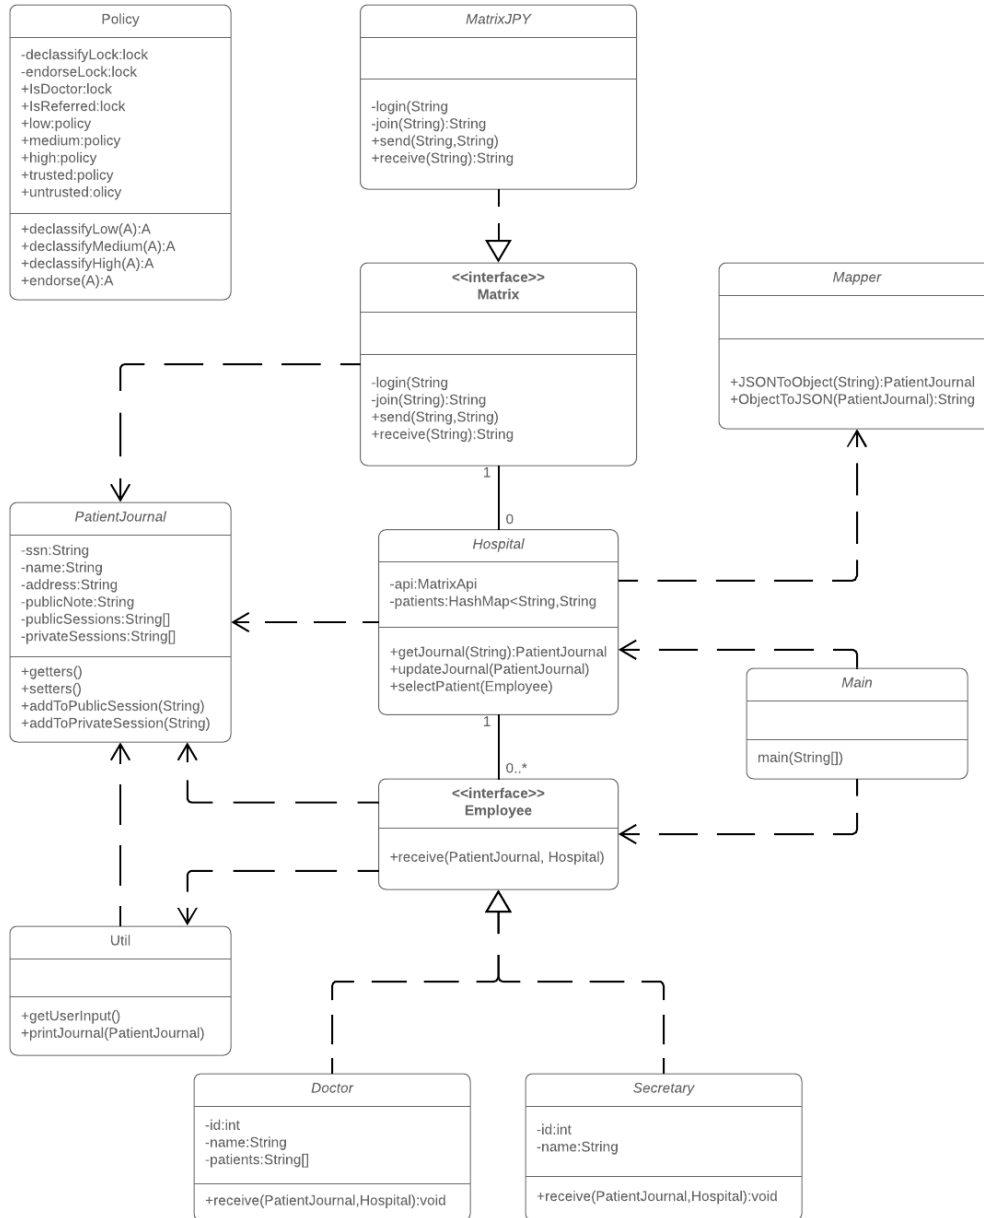 Policy
-declassifyLock:lock
-endorseLock:lock
+IsDoctor:lock
+IsReferred:lock
+low:policy
+medium:policy
+high:policy
+trusted:policy
+untrusted:olicy
+declassifyLow(A):A
+declassifyMedium(A):A
+declassifyHigh(A):A
+endorse(A):A
MatrixJPY
-login(String
-join(String):String
+send(String,String)
+receive(String):String
<<interface>>
Matrix
-login(String
-join(String):String
+send(String,String)
+receive(String):String
Mapper
+JSONToObject(String):PatientJournal
+ObjectToJSON(PatientJournal):String
1
0
PatientJournal
-ssn:String
-name:String
-address:String
-publicNote:String
-publicSessions:String[]
-privateSessions:String[]
+getters()
+setters()
+addToPublicSession(String)
+addToPrivateSession(String)
Hospital
-api:MatrixApi
-patients:HashMap<String,String
+getJournal(String):PatientJournal
+updateJournal(PatientJournal)
+selectPatient(Employee)
Main
main(String[])
1
0..*
<<interface>>
Employee
+receive(PatientJournal, Hospital)
Util
+getUserInput()
+printJournal(PatientJournal)
Doctor
-id:int
-name:String
-patients:String[]
+receive(PatientJournal,Hospital):void
Secretary
-id:int
-name:String
+receive(PatientJournal,Hospital):void